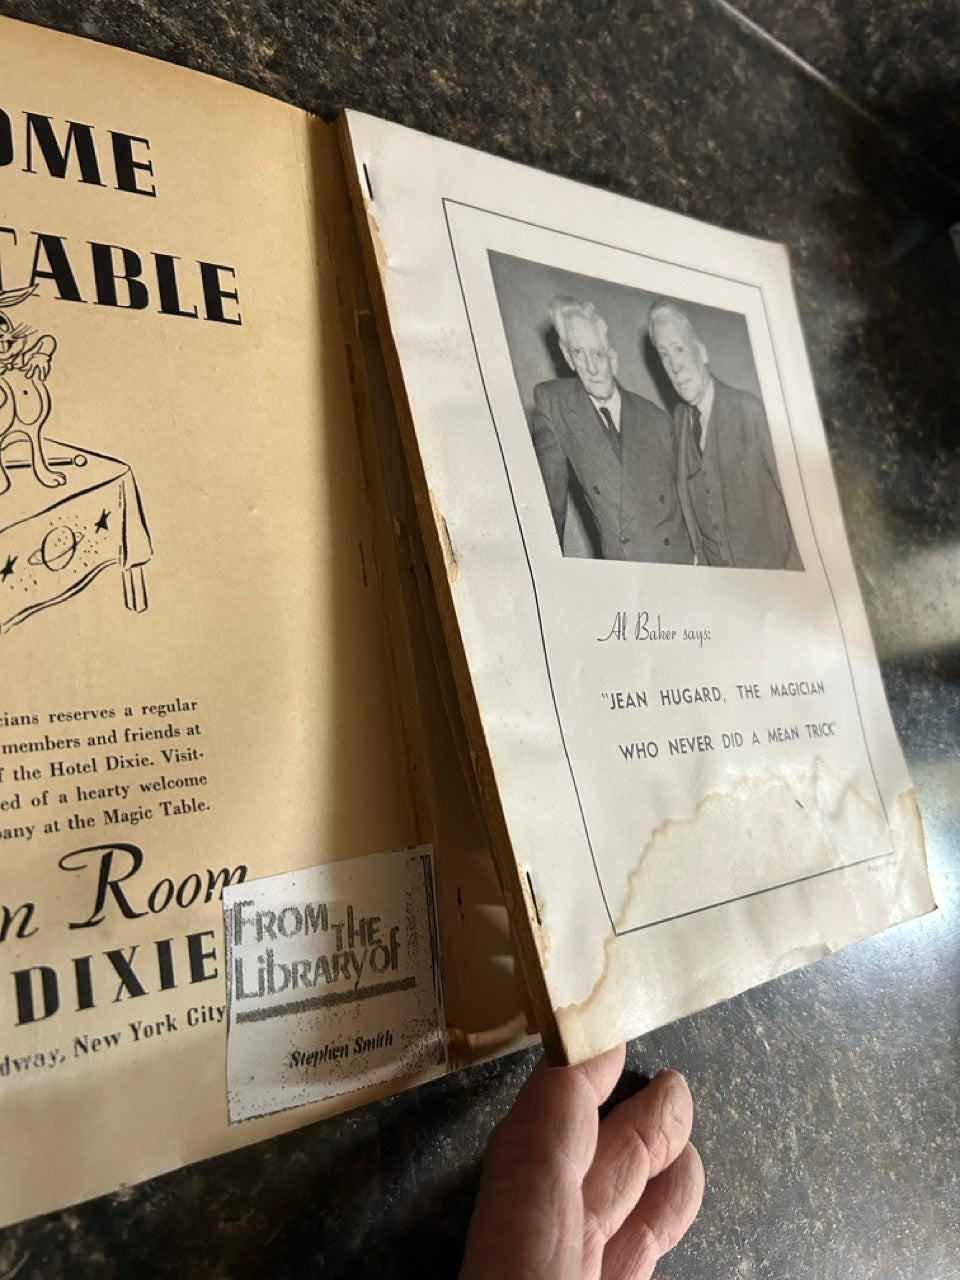 OME
TABLE
cians reserves a regular
members and friends at
f the Hotel Dixie. Visit-
ed of a hearty welcome
pany at the Magic Table.
n Room
DIXIE
dway, New York City
FROM THE
LiBRARY OF
Stephen Smith
Al Baker says:
"JEAN HUGARD, THE MAGICIAN
WHO NEVER DID A MEAN TRICK"